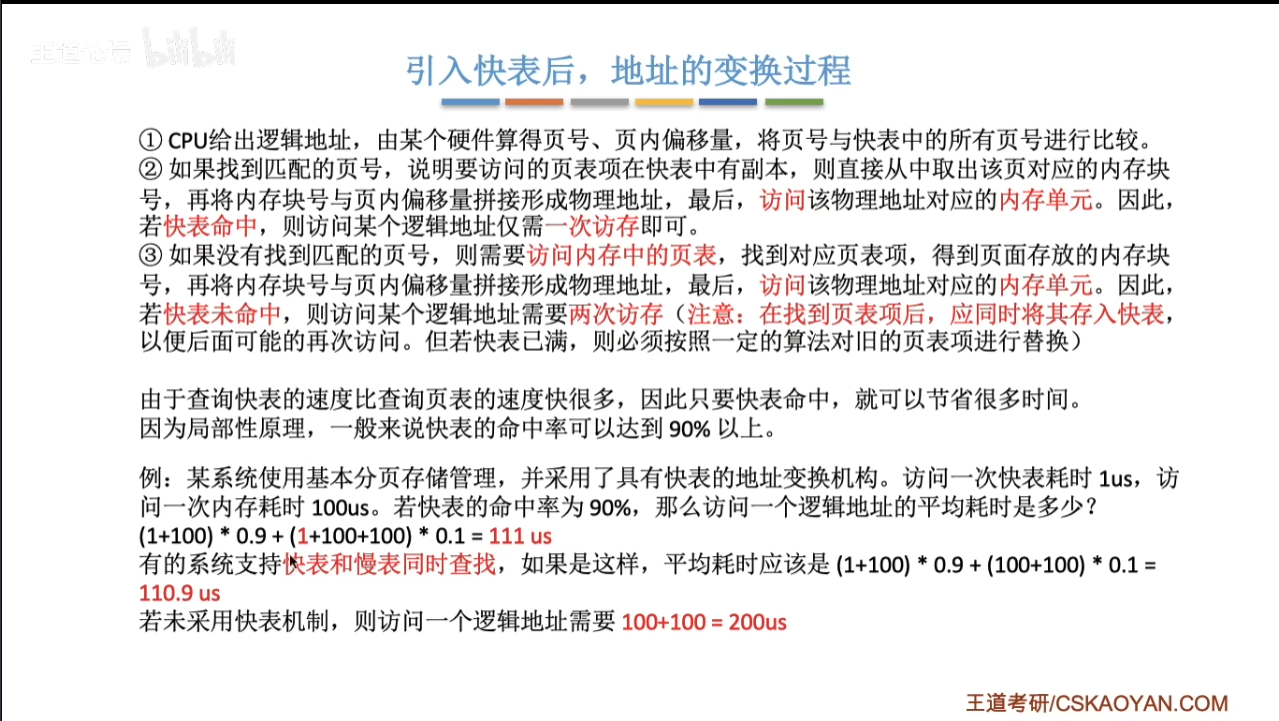 王道论坛 bilibili
引入快表后，地址的变换过程
① CPU给出逻辑地址，由某个硬件算得页号、页内偏移量，将页号与快表中的所有页号进行比较。
② 如果找到匹配的页号，说明要访问的页表项在快表中有副本，则直接从中取出该页对应的内存块
号，再将内存块号与页内偏移量拼接形成物理地址，最后，访问该物理地址对应的内存单元。因此，
若快表命中，则访问某个逻辑地址仅需一次访存即可。
③ 如果没有找到匹配的页号，则需要访问内存中的页表，找到对应页表项，得到页面存放的内存块
号，再将内存块号与页内偏移量拼接形成物理地址，最后，访问该物理地址对应的内存单元。因此，
若快表未命中，则访问某个逻辑地址需要两次访存（注意：在找到页表项后，应同时将其存入快表，
以便后面可能的再次访问。但若快表已满，则必须按照一定的算法对旧的页表项进行替换）
由于查询快表的速度比查询页表的速度快很多，因此只要快表命中，就可以节省很多时间。
因为局部性原理，一般来说快表的命中率可以达到 90% 以上。
例：某系统使用基本分页存储管理，并采用了具有快表的地址变换机构。访问一次快表耗时 1us，访
问一次内存耗时 100us。若快表的命中率为 90%，那么访问一个逻辑地址的平均耗时是多少？
(1+100) * 0.9 + (1+100+100) * 0.1 = 111 us
有的系统支持快表和慢表同时查找，如果是这样，平均耗时应该是 (1+100) * 0.9 + (100+100) * 0.1 =
110.9 us
若未采用快表机制，则访问一个逻辑地址需要 100+100 = 200us
王道考研/CSKAOYAN.COM